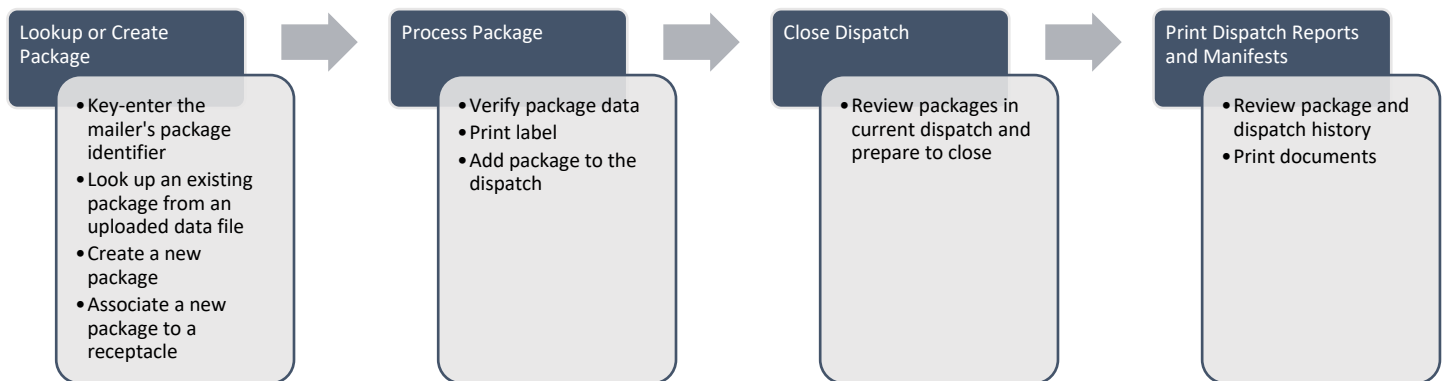 Lookup or Create
Package
•Key-enter the
mailer's package
identifier
•Look up an existing
package from an
uploaded data file
•Create a new
package
•Associate a new
package to a
receptacle
Process Package
•Verify package data
•Print label
•Add package to the
dispatch
Close Dispatch
•Review packages in
current dispatch and
prepare to close
Print Dispatch Reports
and Manifests
•Review package and
dispatch history
•Print documents